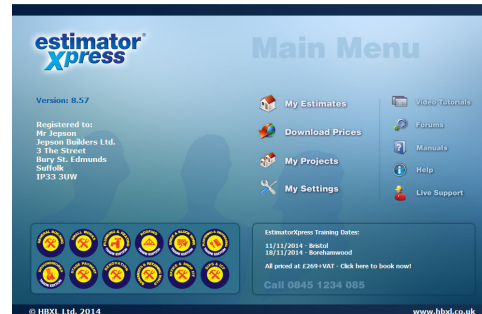 estimator
Xpress
Main Menu
Version: 8.57
Registered to:
Mr Jepson
Jepson Builders Ltd.
3 The Street
Bury St. Edmunds
Suffolk
IP33 3UW
My Estimates
Download Prices
My Projects
My Settings
Video Tutorials
Forums
Manuals
Help
Live Support
EstimatorXpress Training Dates:
11/11/2014 - Bristol
18/11/2014 - Borehamwood
All priced at £269+VAT - Click here to book now!
Call 0845 1234 085
© HBXL Ltd. 2014
www.hbxl.co.uk